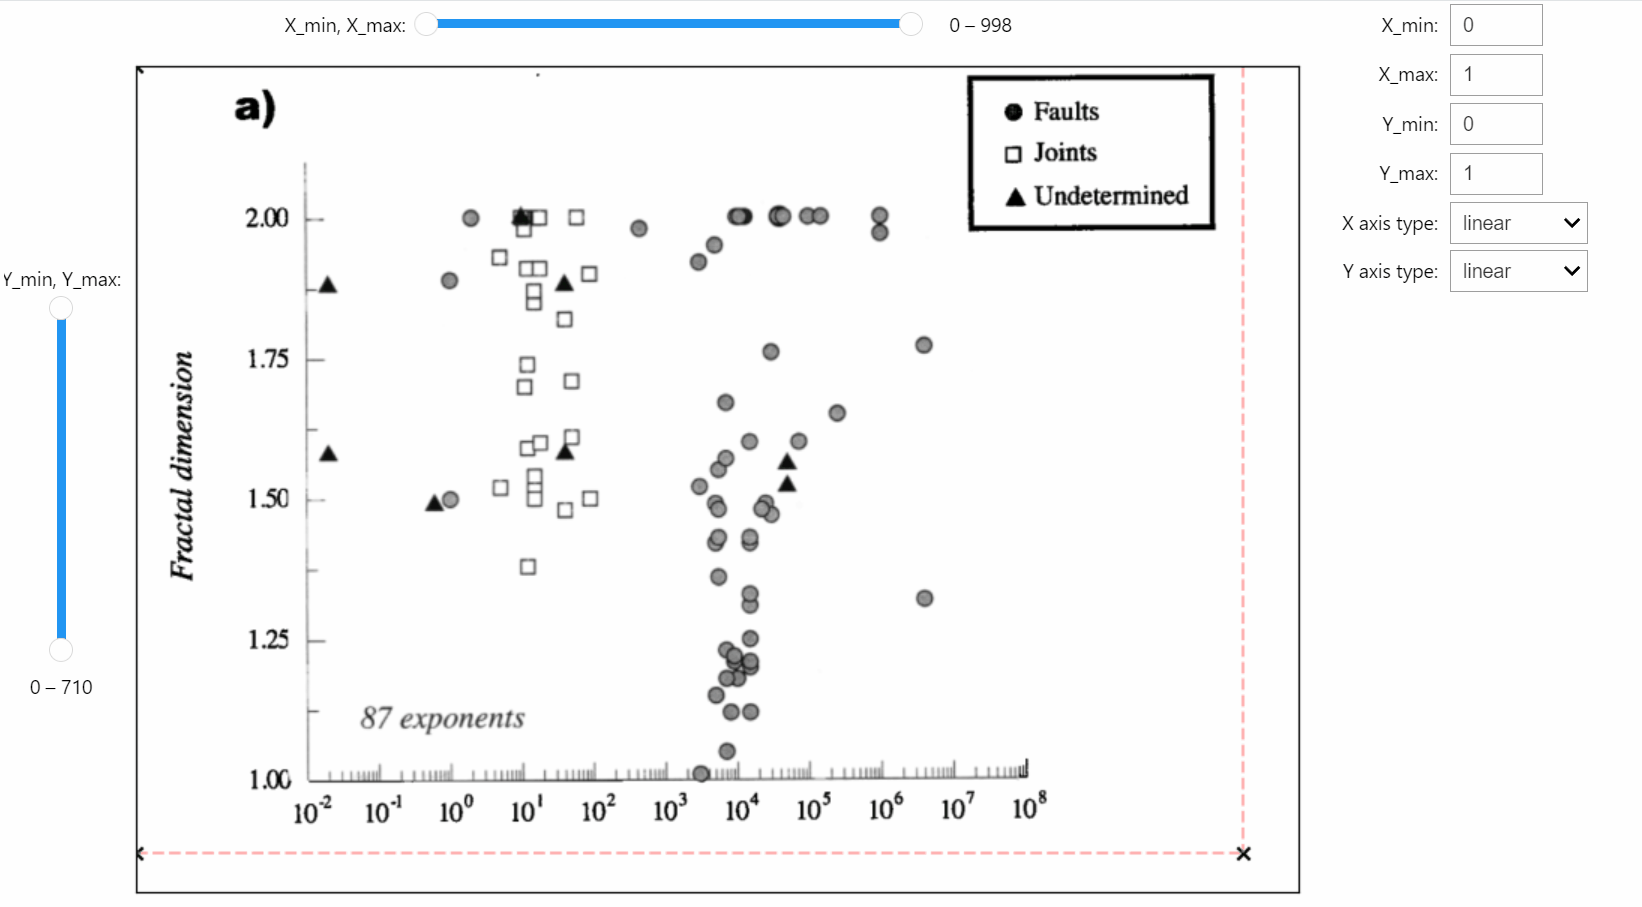 X_min, X_max: 0 – 998
X_min: 0
X_max: 1
Y_min: 0
Y_max: 1
X axis type: linear
Y axis type: linear
Y_min, Y_max:
0 – 710
a)
Faults
Joints
Undetermined
2.00
1.75
1.50
1.25
1.00
Fractal dimension
87 exponents
10⁻² 10⁻¹ 10⁰ 10¹ 10² 10³ 10⁴ 10⁵ 10⁶ 10⁷ 10⁸